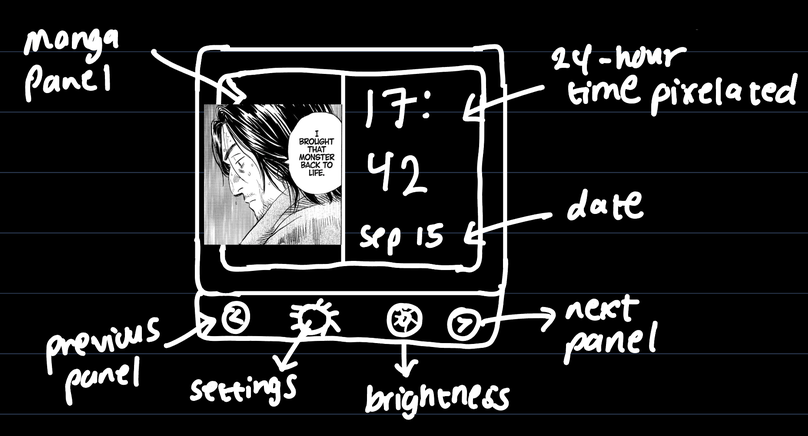 manga
panel
24-hour
time pixelated
I
BROUGHT
THAT
MONSTER
BACK TO
LIFE.
17:
42
date
sep 15
<
>
next
panel
previous
panel
settings
brightness